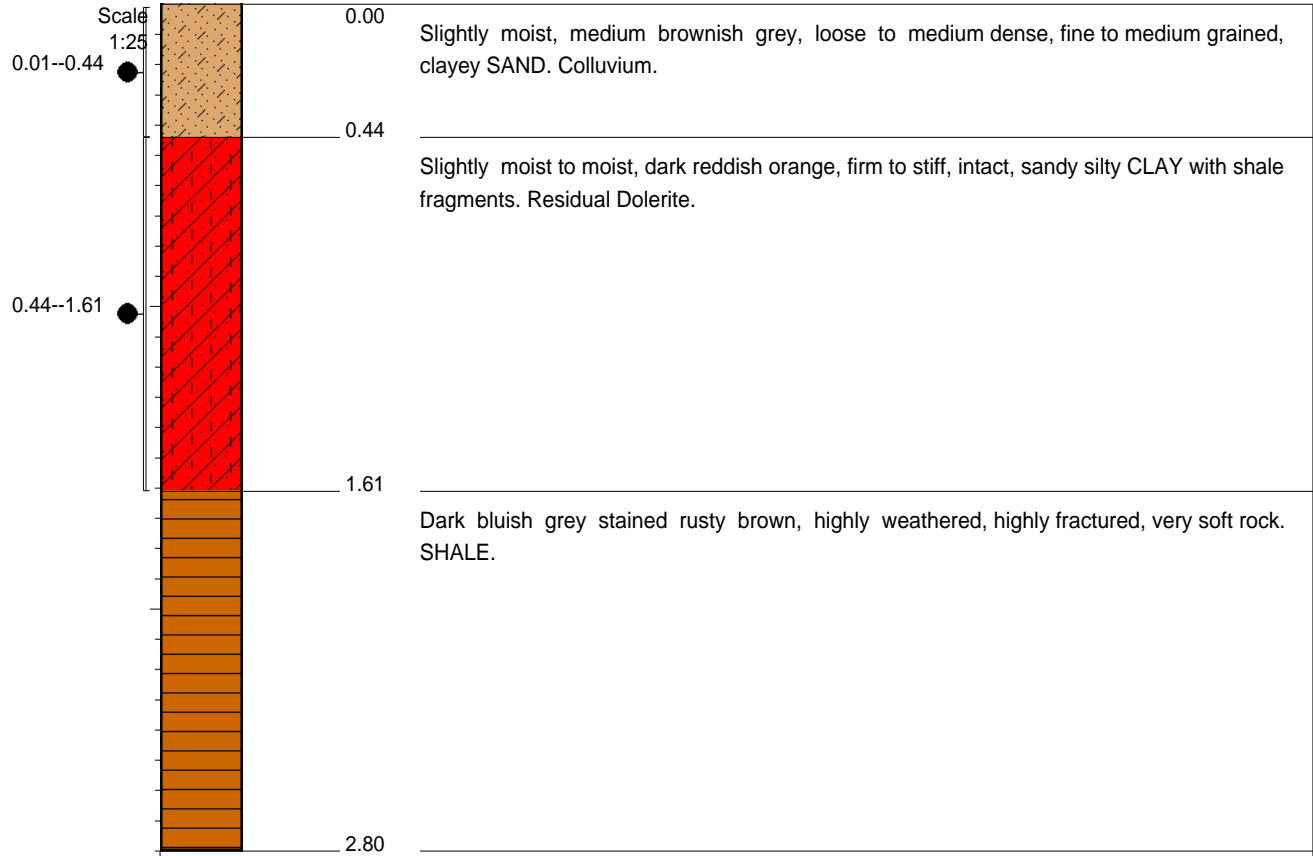 Scale
1:25
0.00
Slightly moist, medium brownish grey, loose to medium dense, fine to medium grained,
clayey SAND. Colluvium.
0.01--0.44
0.44
Slightly moist to moist, dark reddish orange, firm to stiff, intact, sandy silty CLAY with shale
fragments. Residual Dolerite.
0.44--1.61
1.61
Dark bluish grey stained rusty brown, highly weathered, highly fractured, very soft rock.
SHALE.
2.80